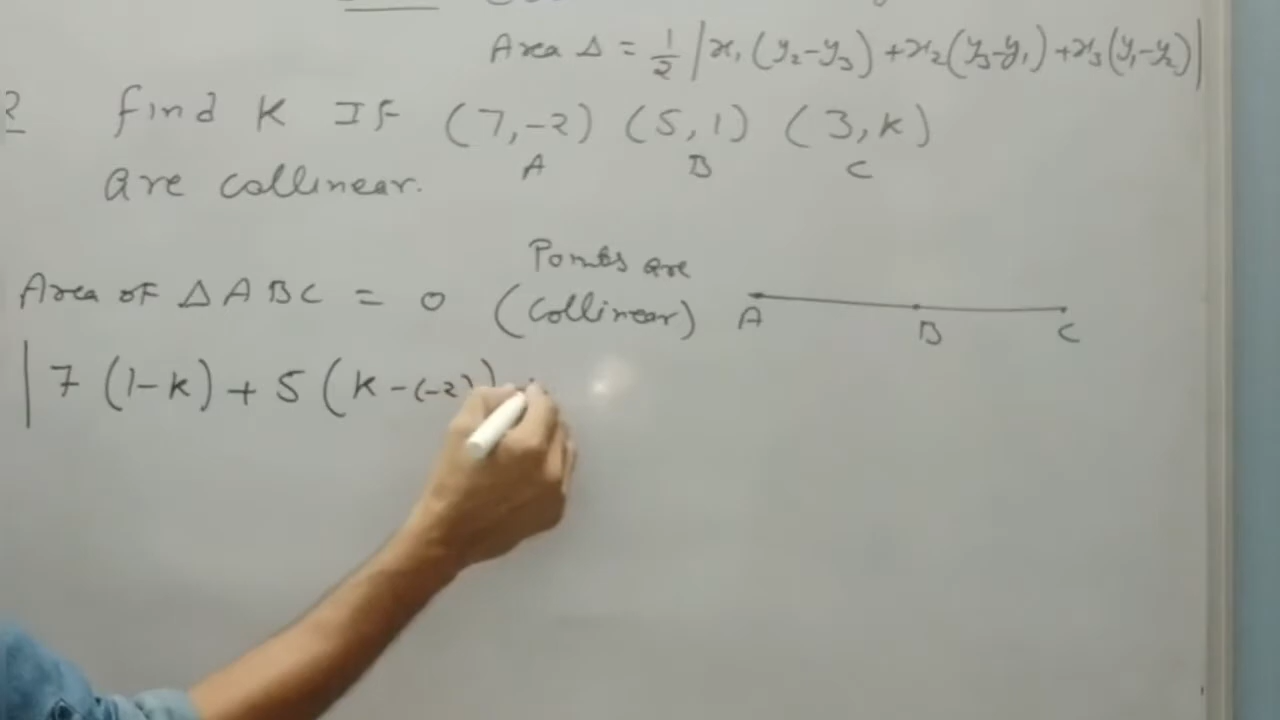 Area Δ = 1/2 |x₁(y₂-y₃) + x₂(y₃-y₁) + x₃(y₁-y₂)|
2 find K IF (7,-2) (5,1) (3,K)
A B C
are collinear.
Points are
Area of ΔABC = 0 (Collinear)
A B C
|7 (1-K) + 5 (K-(-2))